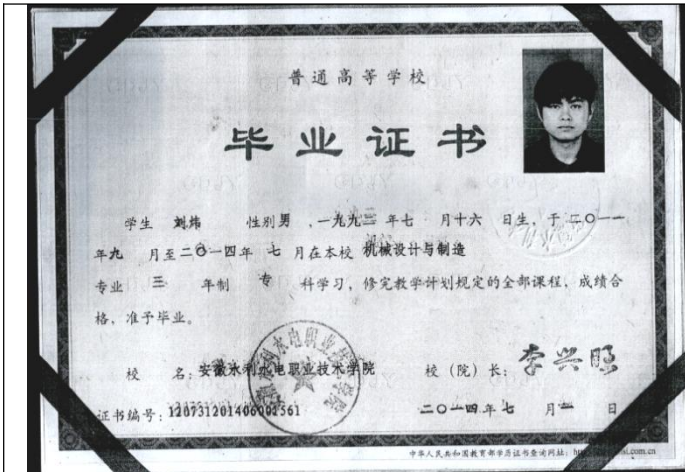 普通高等学校
毕业证书
学生 刘炜 性别男,一九九三年七 月十六 日生,于二〇一一
年九 月至二〇一四年 七 月在本校 机械设计与制造
专业 三 年制 专 科学习,修完教学计划规定的全部课程,成绩合
格,准予毕业。
校 名:安徽水利水电职业技术学院 校(院)长:
证书编号:120731201406001561 二〇一四年七 月一 日
中华人民共和国教育部学历证书查询网址: